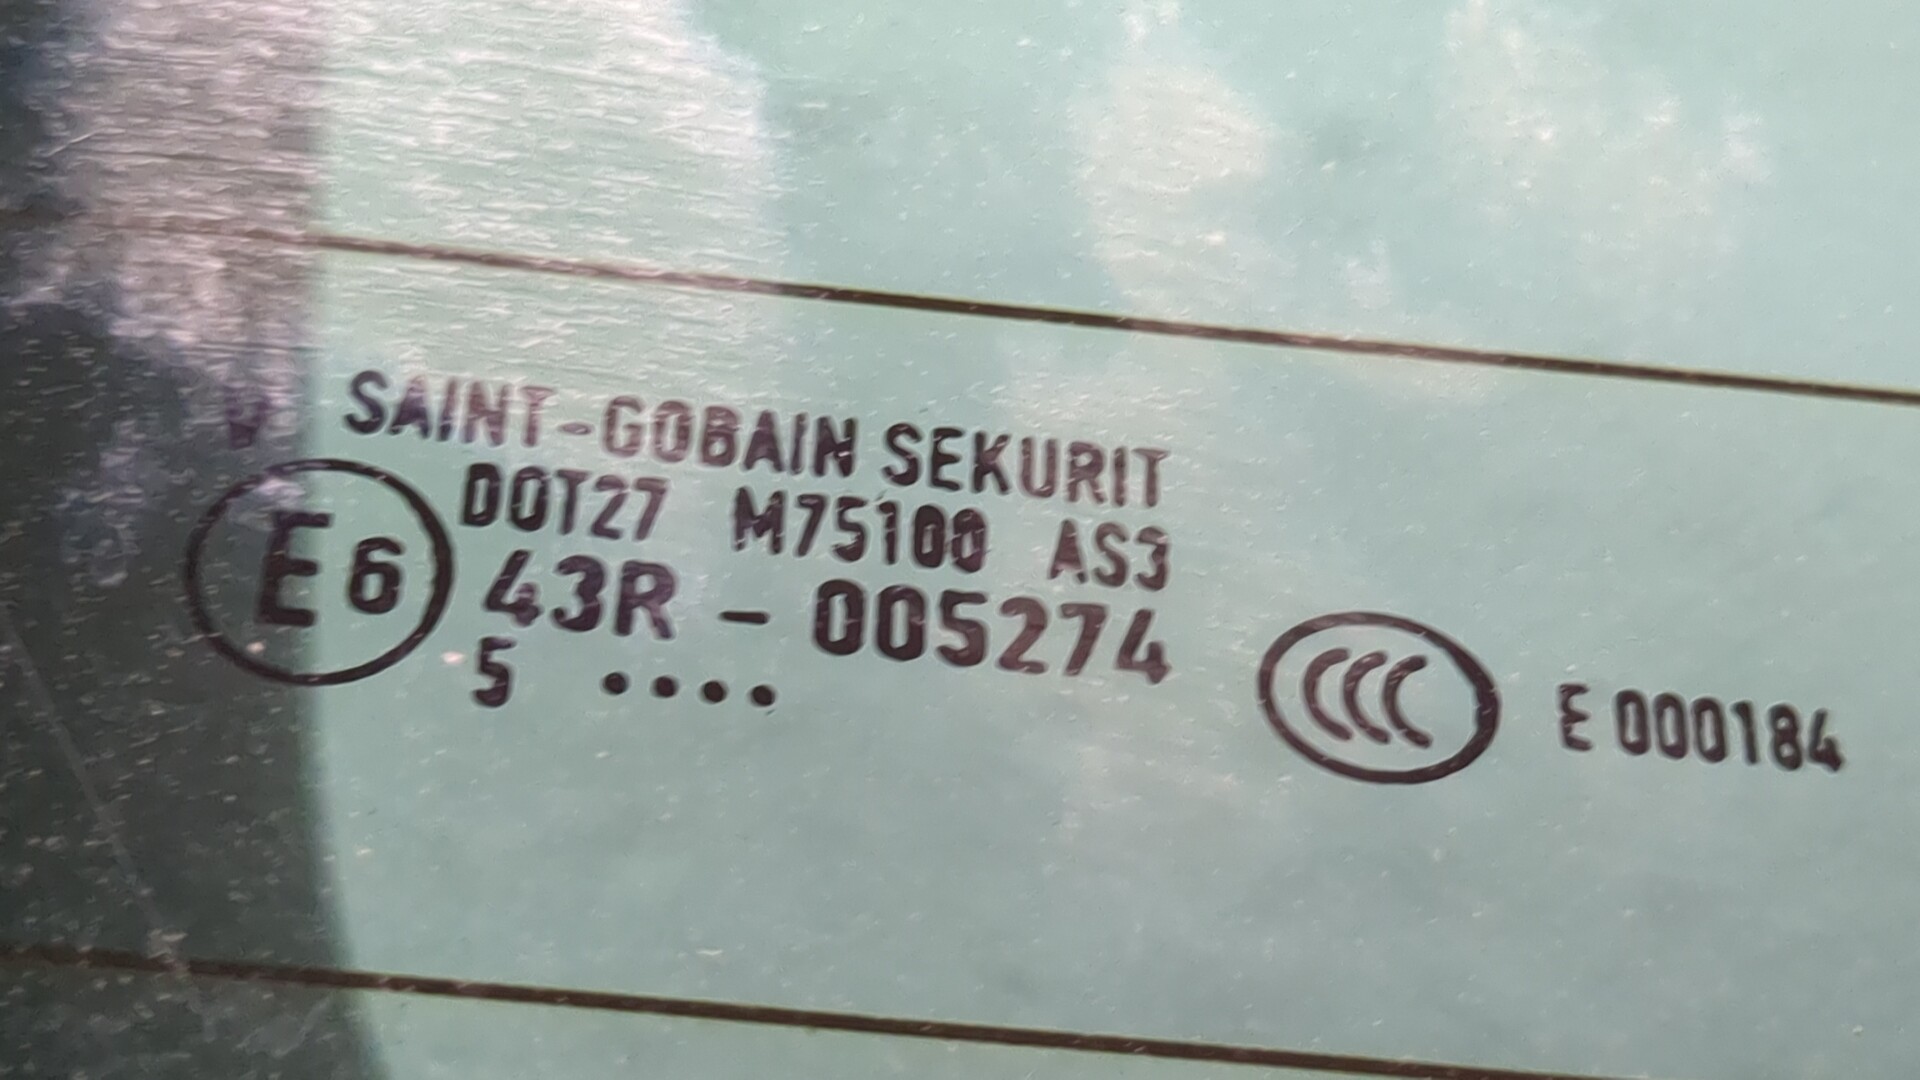 SAINT-GOBAIN SEKURIT
DOT27 M75100 AS3
E6 43R - 005274
5 ••••
CCC E000184